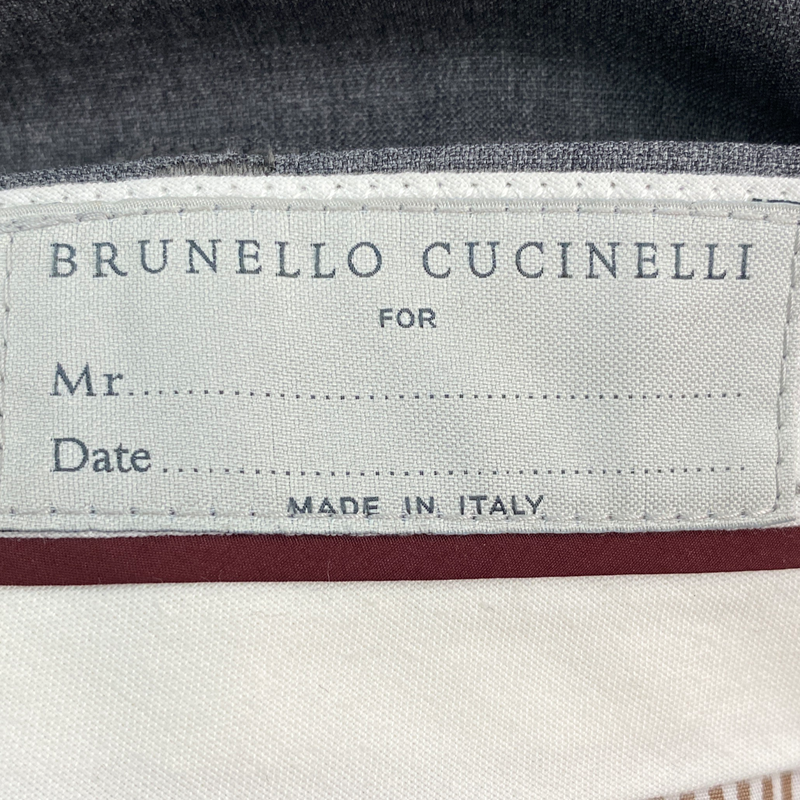 BRUNELLO CUCINELLI
FOR
Mr..............................................................
Date..........................................................
MADE IN ITALY